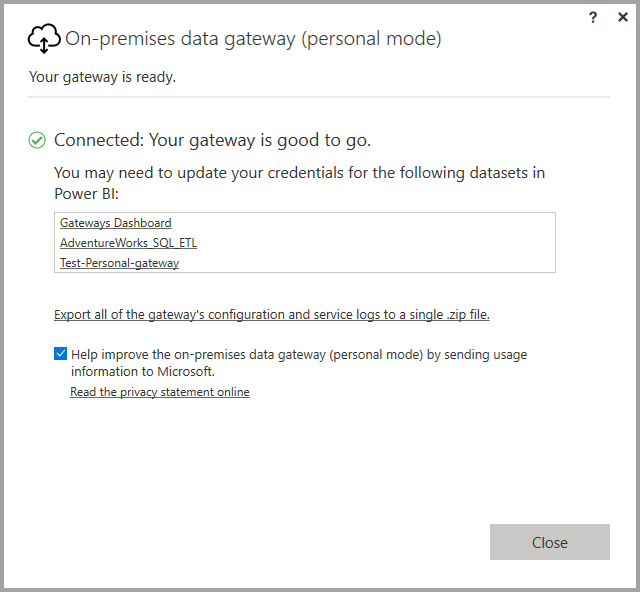 ? ×
On-premises data gateway (personal mode)
Your gateway is ready.
Connected: Your gateway is good to go.
You may need to update your credentials for the following datasets in
Power BI:
Gateways Dashboard
AdventureWorks_SQL_ETL
Test-Personal-gateway
Export all of the gateway's configuration and service logs to a single .zip file.
Help improve the on-premises data gateway (personal mode) by sending usage
information to Microsoft.
Read the privacy statement online
Close